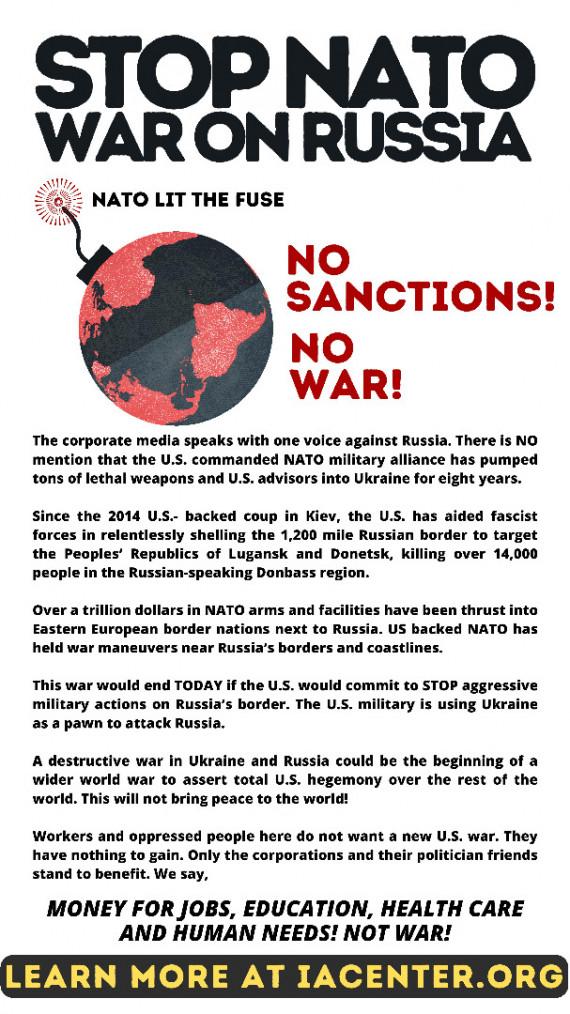 STOP NATO
WAR ON RUSSIA
NATO LIT THE FUSE
NO
SANCTIONS!
NO
WAR!
The corporate media speaks with one voice against Russia. There is NO
mention that the U.S. commanded NATO military alliance has pumped
tons of lethal weapons and U.S. advisors into Ukraine for eight years.
Since the 2014 U.S.- backed coup in Kiev, the U.S. has aided fascist
forces in relentlessly shelling the 1,200 mile Russian border to target
the Peoples' Republics of Lugansk and Donetsk, killing over 14,000
people in the Russian-speaking Donbass region.
Over a trillion dollars in NATO arms and facilities have been thrust into
Eastern European border nations next to Russia. US backed NATO has
held war maneuvers near Russia's borders and coastlines.
This war would end TODAY if the U.S. would commit to STOP aggressive
military actions on Russia's border. The U.S. military is using Ukraine
as a pawn to attack Russia.
A destructive war in Ukraine and Russia could be the beginning of a
wider world war to assert total U.S. hegemony over the rest of the
world. This will not bring peace to the world!
Workers and oppressed people here do not want a new U.S. war. They
have nothing to gain. Only the corporations and their politician friends
stand to benefit. We say,
MONEY FOR JOBS, EDUCATION, HEALTH CARE
AND HUMAN NEEDS! NOT WAR!
LEARN MORE AT IACENTER.ORG